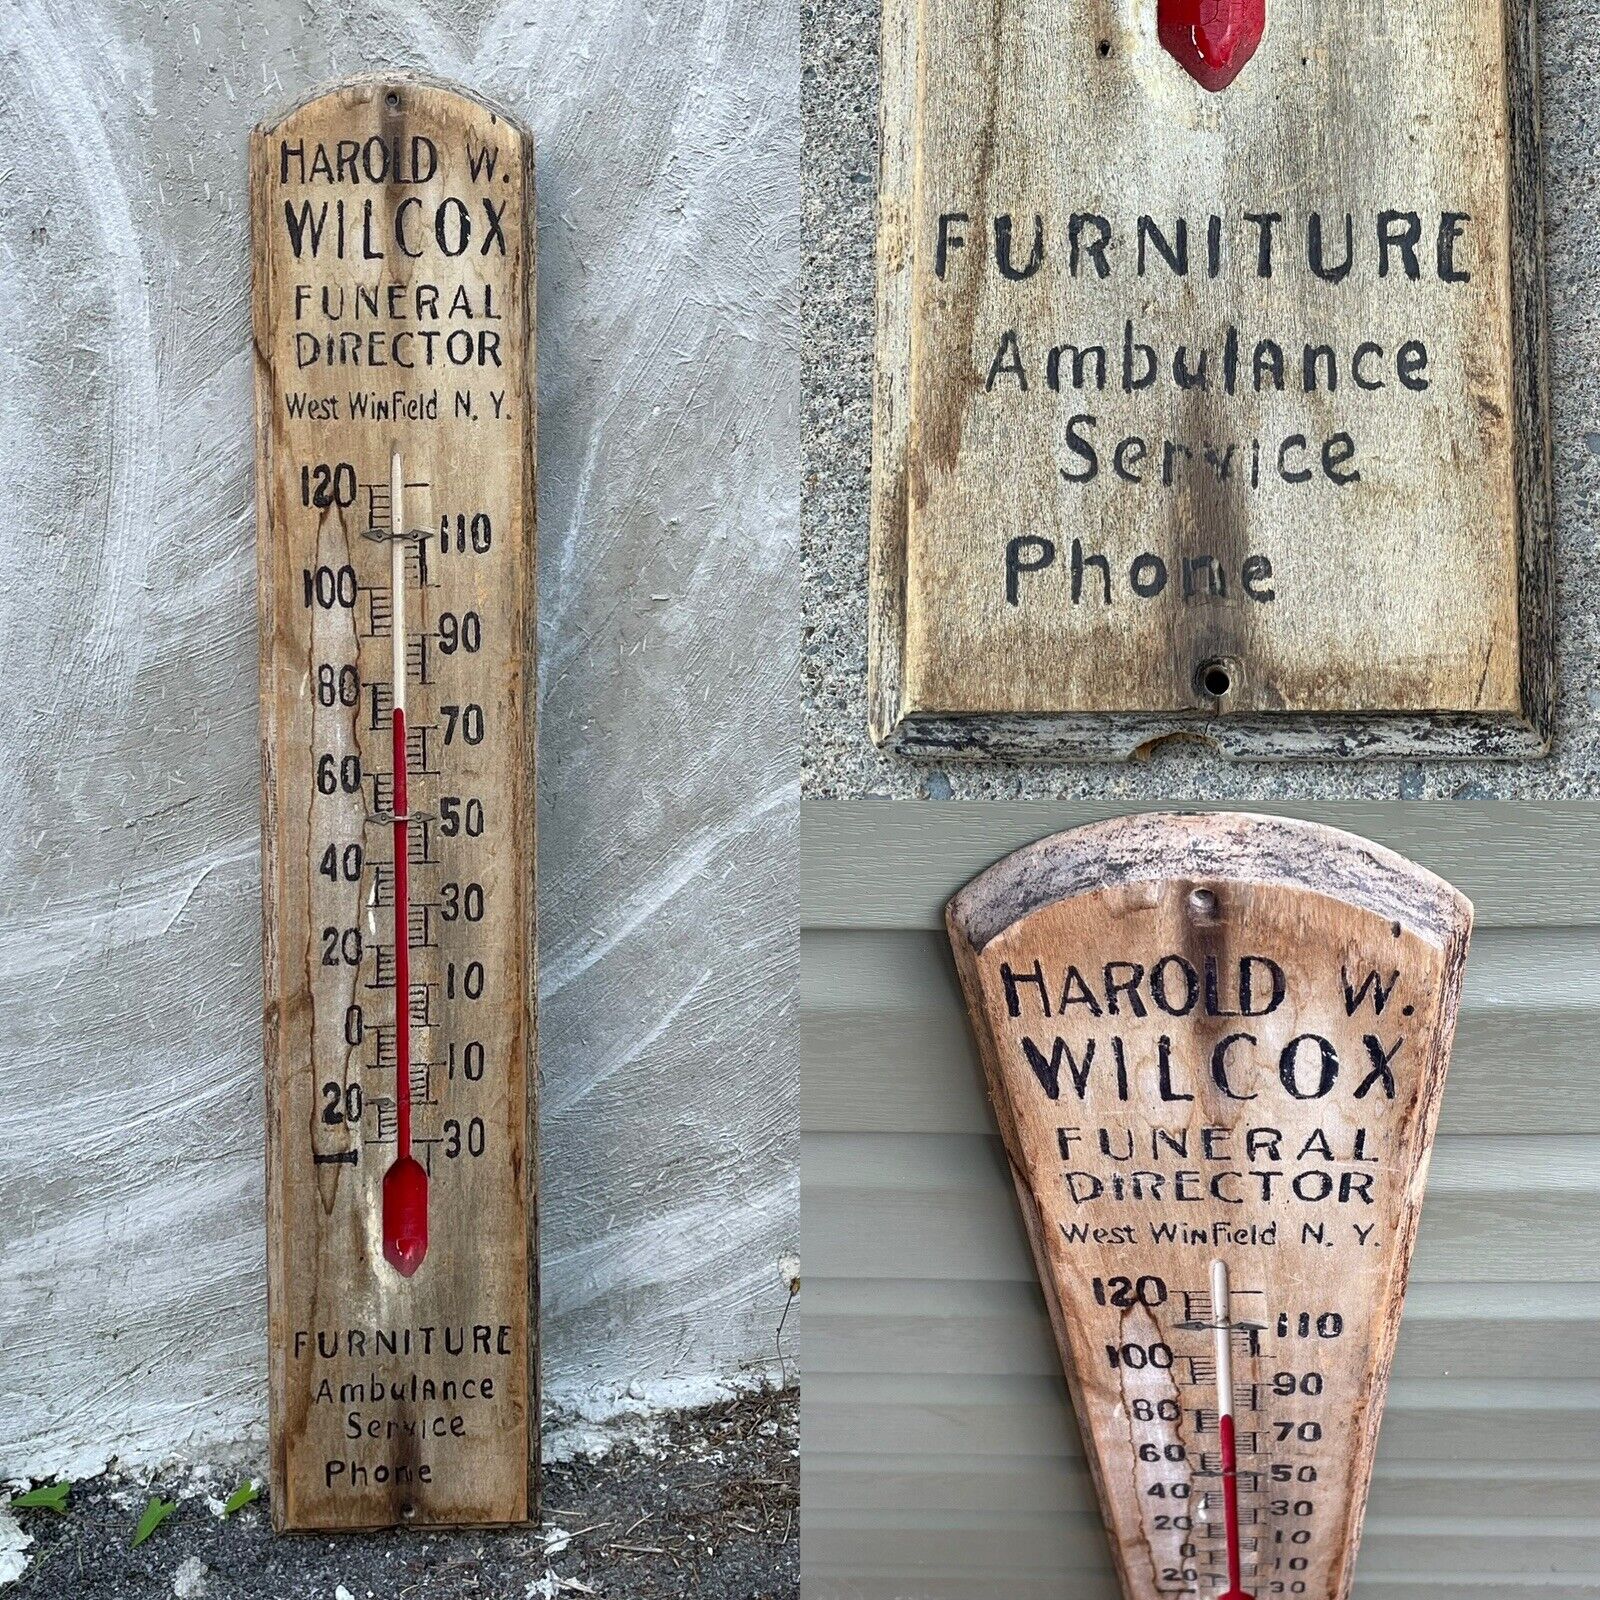 HAROLD W.
WILCOX
FUNERAL
DIRECTOR
West Winfield N. Y.
120
110
100
90
80
70
60
50
40
30
20
10
0
10
20
30
FURNITURE
Ambulance
Service
Phone
FURNITURE
Ambulance
Service
Phone
HAROLD W.
WILCOX
FUNERAL
DIRECTOR
West Winfield N. Y.
120
110
100
90
80
70
60
50
40
30
20
10
0
10
20
30